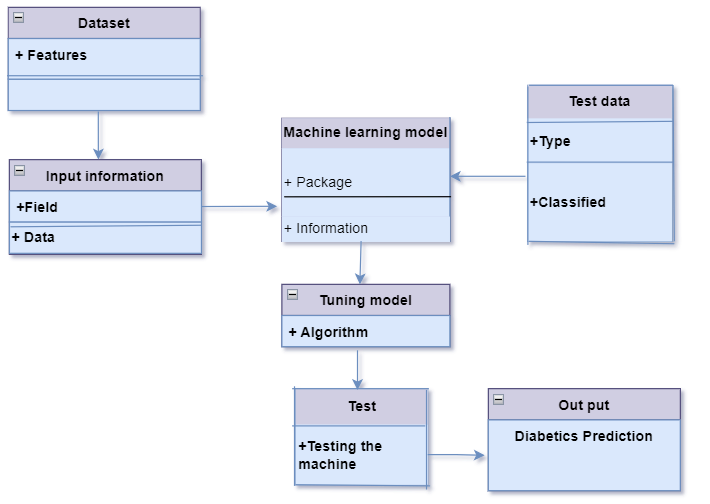 Dataset
+ Features
Input information
+Field
+ Data
Machine learning model
+ Package
+ Information
Test data
+Type
+Classified
Tuning model
+ Algorithm
Test
+Testing the
machine
Out put
Diabetics Prediction